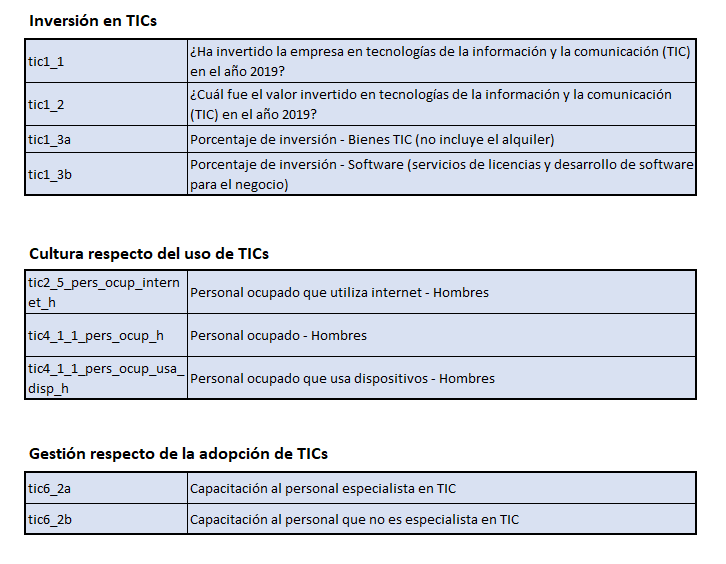 Inversión en TICs
tic1_1
¿Ha invertido la empresa en tecnologías de la información y la comunicación (TIC)
en el año 2019?
tic1_2
¿Cuál fue el valor invertido en tecnologías de la información y la comunicación
(TIC) en el año 2019?
tic1_3a
Porcentaje de inversión - Bienes TIC (no incluye el alquiler)
tic1_3b
Porcentaje de inversión - Software (servicios de licencias y desarrollo de software
para el negocio)
Cultura respecto del uso de TICs
tic2_5_pers_ocup_intern
et_h
Personal ocupado que utiliza internet - Hombres
tic4_1_1_pers_ocup_h
Personal ocupado - Hombres
tic4_1_1_pers_ocup_usa_
disp_h
Personal ocupado que usa dispositivos - Hombres
Gestión respecto de la adopción de TICs
tic6_2a
Capacitación al personal especialista en TIC
tic6_2b
Capacitación al personal que no es especialista en TIC